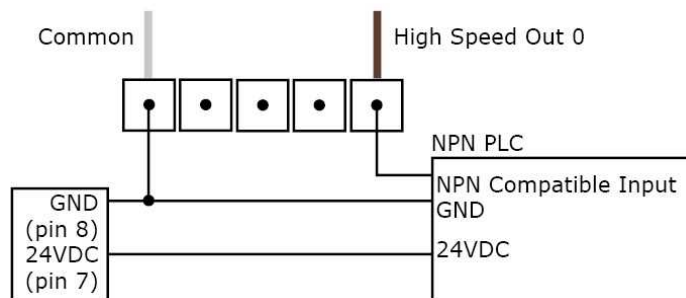 Common
High Speed Out 0
NPN PLC
NPN Compatible Input
GND
24VDC
GND
(pin 8)
24VDC
(pin 7)